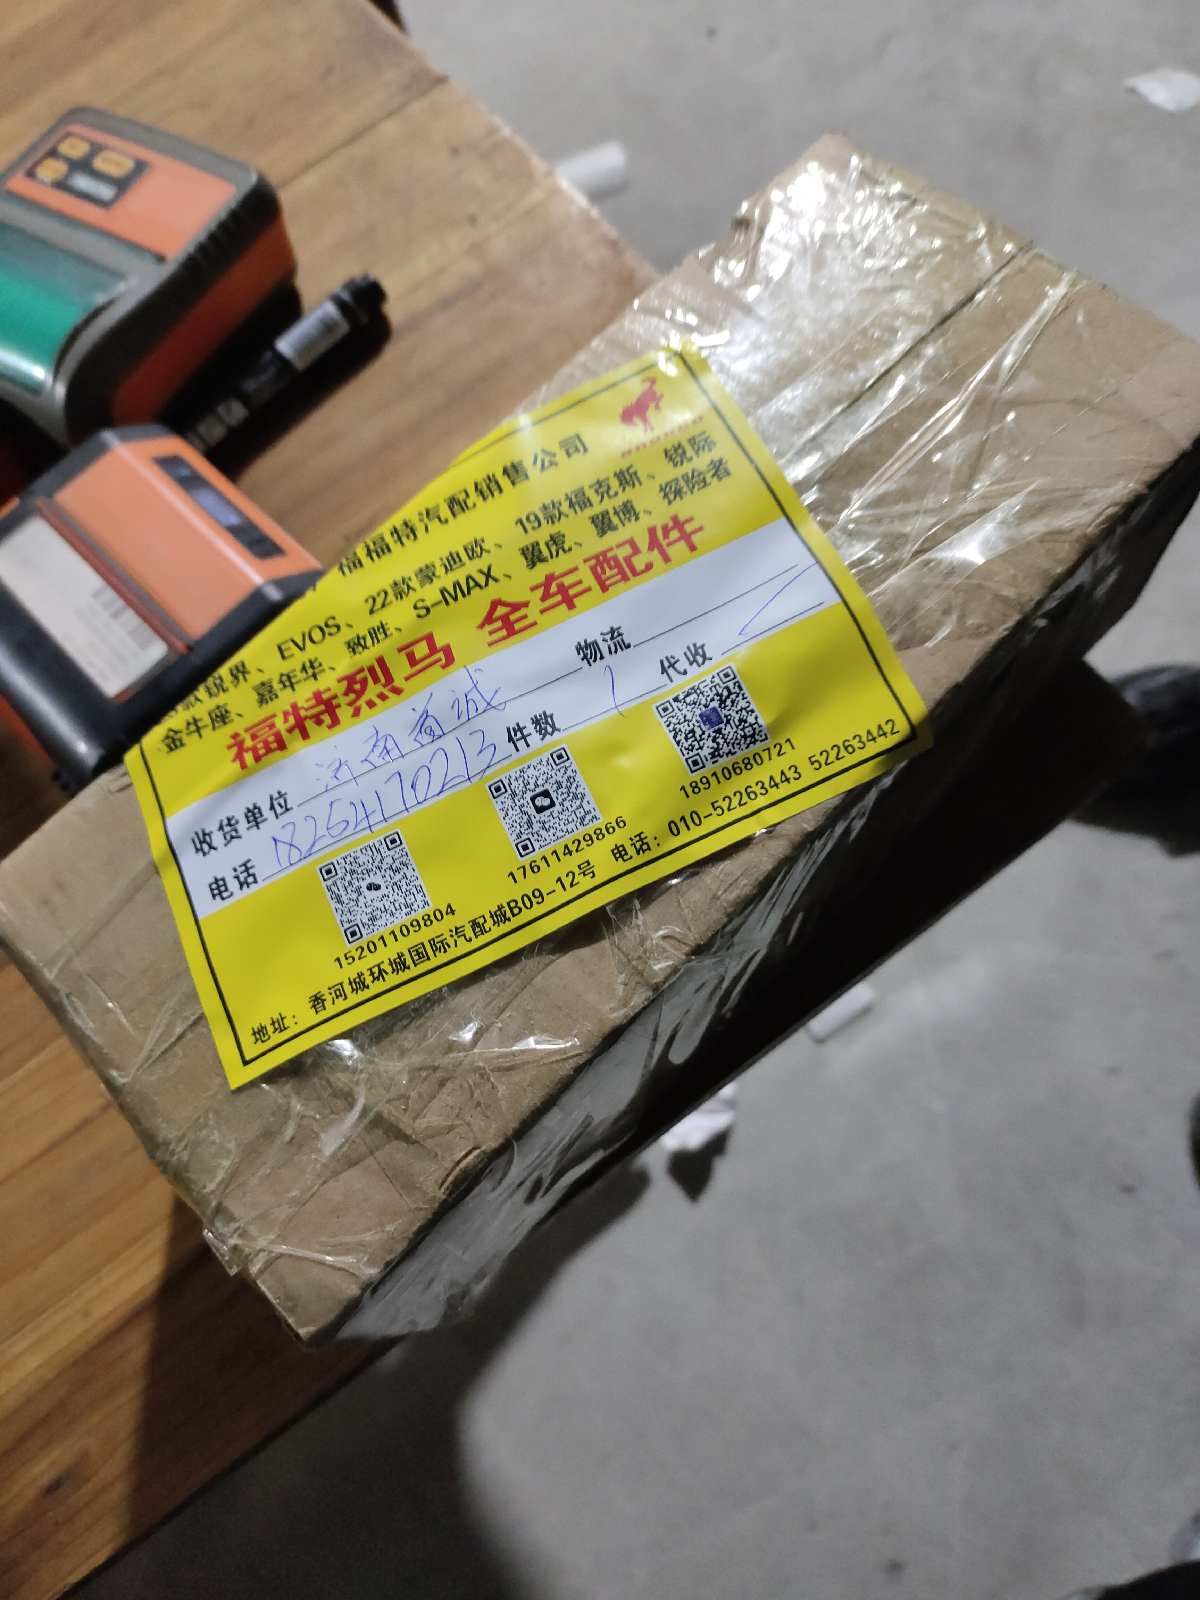 福福特汽配销售公司
BRONCO
款锐界、EVOS、22款蒙迪欧、19款福克斯、锐际
金牛座、嘉年华、致胜、S-MAX、翼虎、翼博、探险者
福特烈马 全车配件
收货单位 济南 诚 物流
电话 18254170213 件数 1 代收
15201109804
17611429866
18910680721
地址：香河城环城国际汽配城B09-12号 电话：010-52263443 52263442